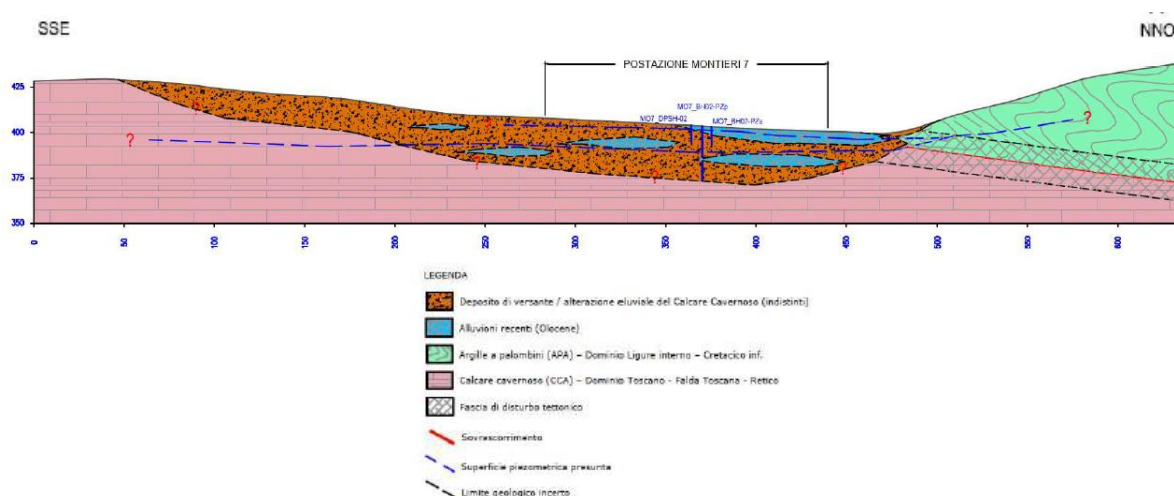 SSE
NNO
POSTAZIONE MONTIERI 7
MO7_BH02-PZp
MO7_DPSH-02
425
400
375
350
?
?
?
?
?
?
?
?
0
50
100
150
200
250
300
350
400
450
500
550
600
LEGENDA
Deposito di versante / alterazione eluviale del Calcare Cavernoso (indistinti)
Alluvioni recenti (Olocene)
Argille a palombini (APA) – Dominio Ligure interno – Cretacico inf.
Calcare cavernoso (CCA) – Dominio Toscano - Falda Toscana - Retico
Fascia di disturbo tettonico
Sovrascorrimento
Superficie piezometrica presunta
Limite geologico incerto